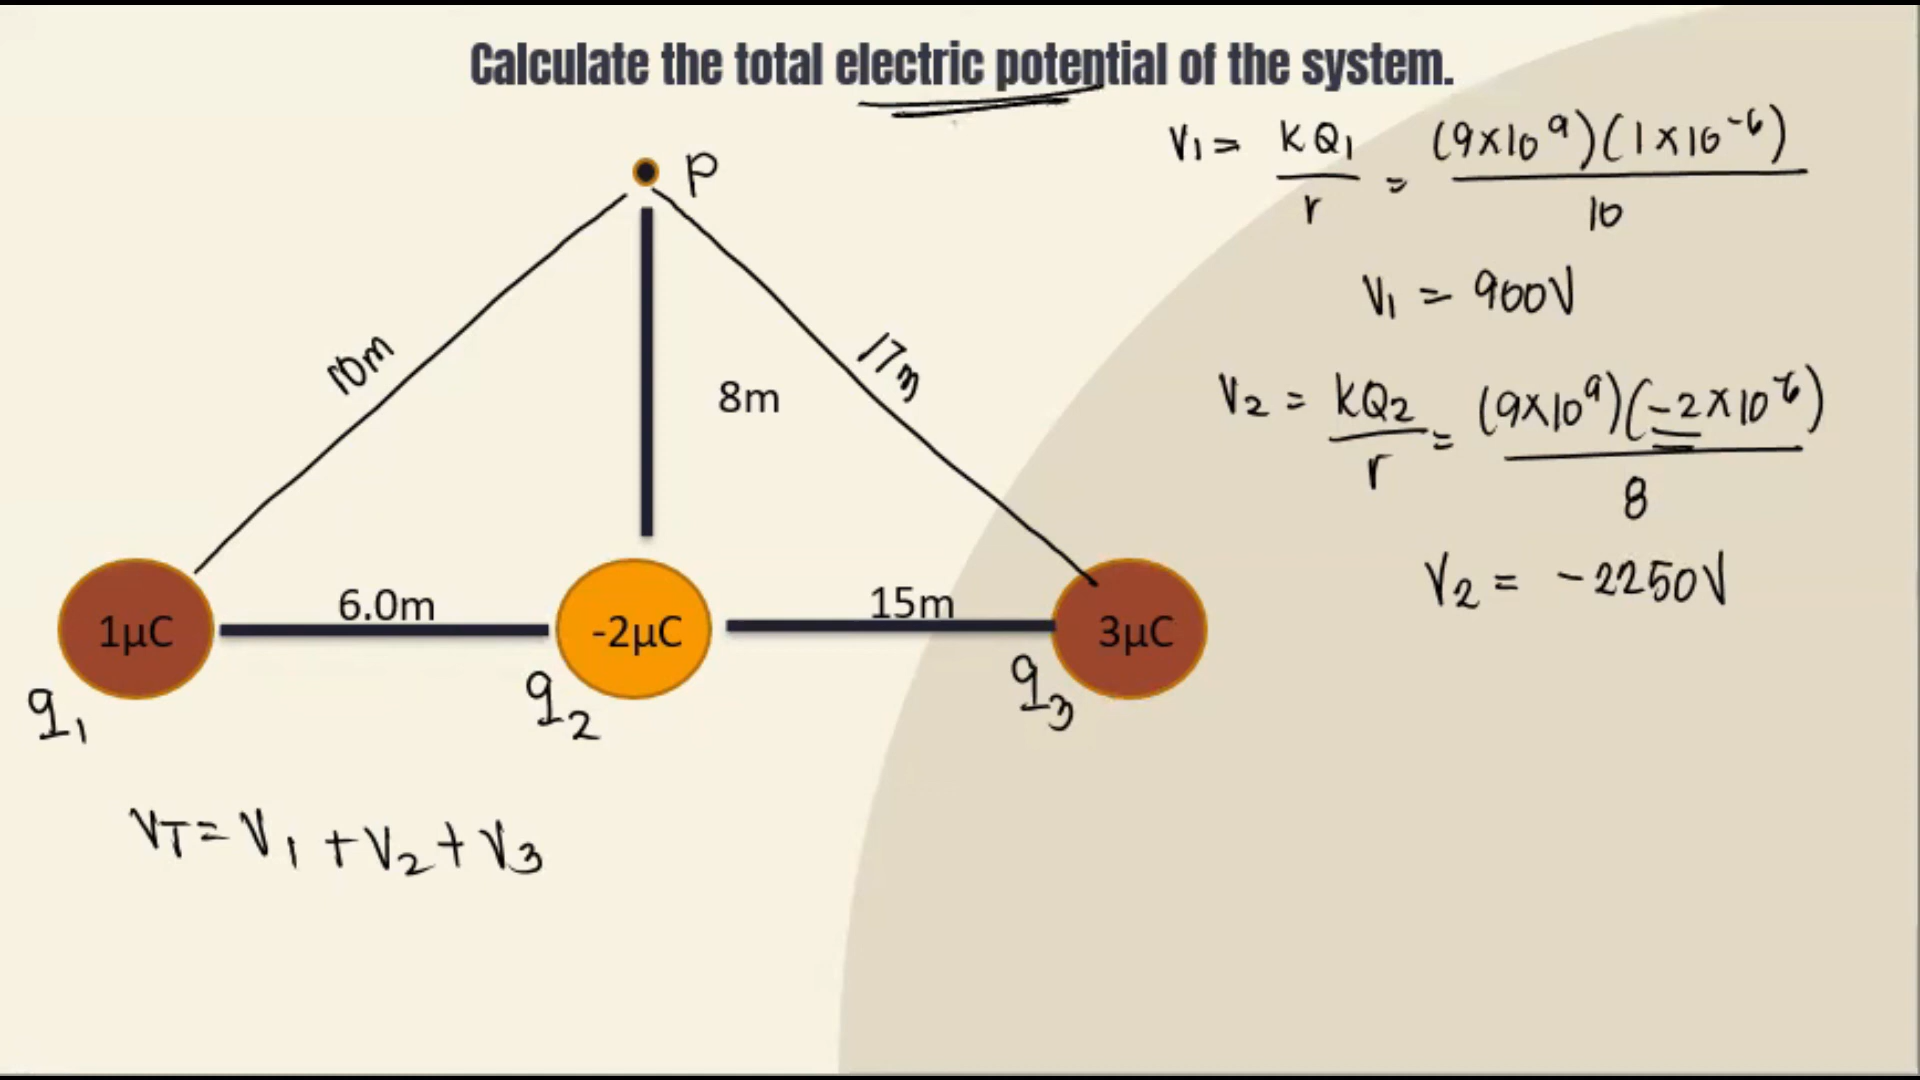 Calculate the total electric potential of the system.
P
V1 = KQ1/r = (9x10^9)(1x10^-6)/10
V1 = 900V
10m
8m
17m
V2 = KQ2/r = (9x10^9)(-2x10^-6)/8
V2 = -2250V
1µC
6.0m
-2µC
15m
3µC
q1
q2
q3
VT = V1 + V2 + V3